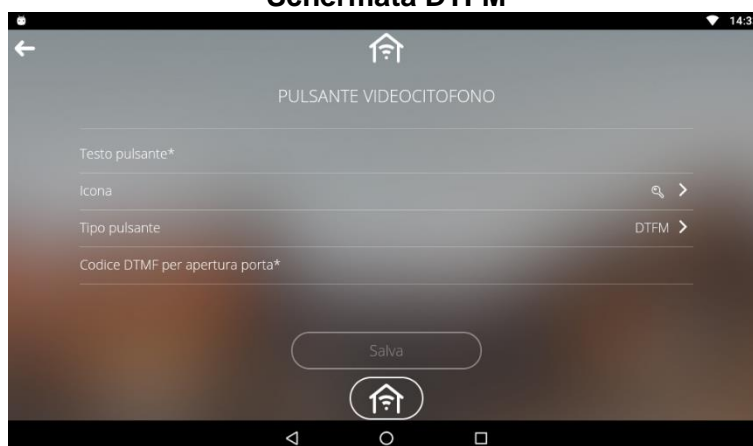 Schermata DTFM
14:3
PULSANTE VIDEOCITOFONO
Testo pulsante*
Icona
Tipo pulsante DTFM
Codice DTMF per apertura porta*
Salva